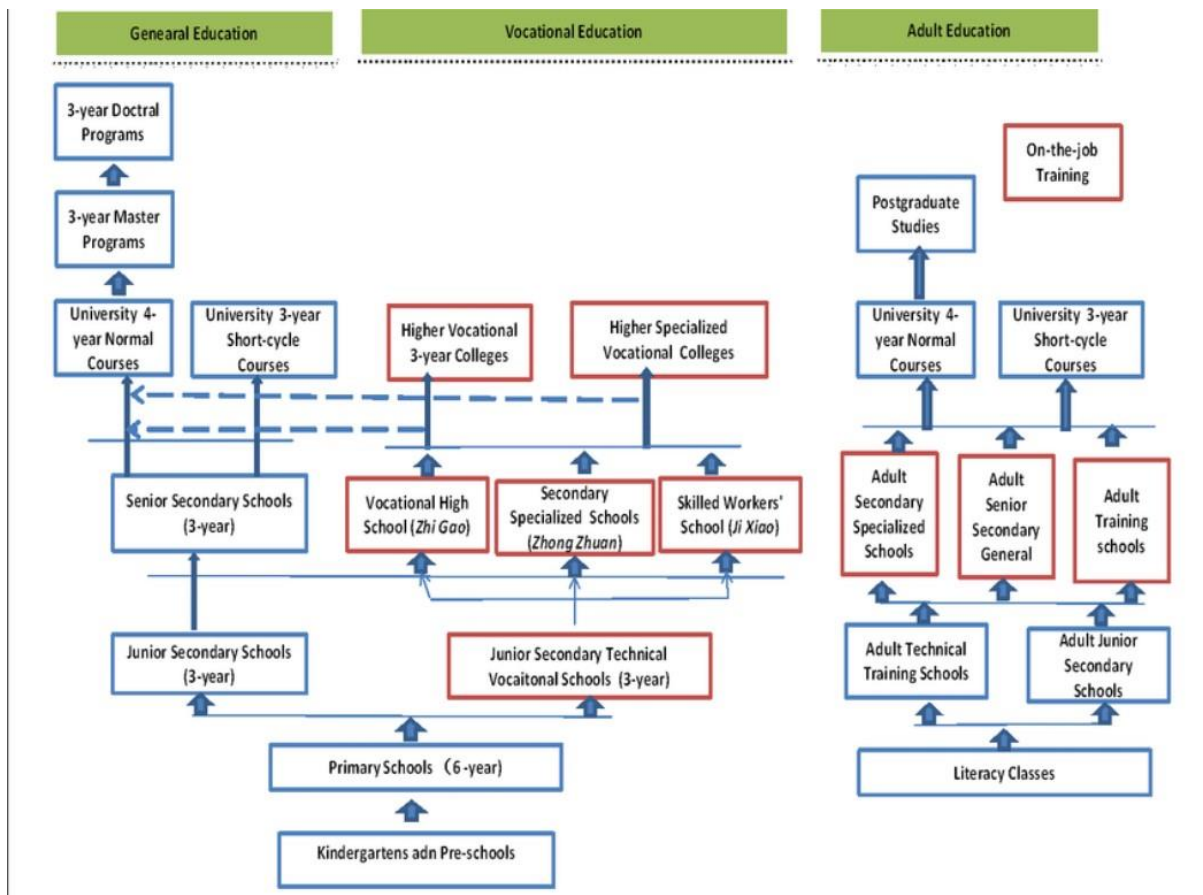 Genearal Education
Vocational Education
Adult Education
3-year Doctral
Programs
3-year Master
Programs
University 4-
year Normal
Courses
University 3-year
Short-cycle
Courses
Higher Vocational
3-year Colleges
Higher Specialized
Vocational Colleges
On-the-job
Training
Postgraduate
Studies
University 4-
year Normal
Courses
University 3-year
Short-cycle
Courses
Senior Secondary Schools
(3-year)
Vocational High
School (Zhi Gao)
Secondary
Specialized Schools
(Zhong Zhuan)
Skilled Workers'
School (Ji Xiao)
Adult
Secondary
Specialized
Schools
Adult
Senior
Secondary
General
Adult
Training
schools
Junior Secondary Schools
(3-year)
Junior Secondary Technical
Vocaitonal Schools (3-year)
Adult Technical
Training Schools
Adult Junior
Secondary
Schools
Primary Schools （6-year)
Literacy Classes
Kindergartens adn Pre-schools